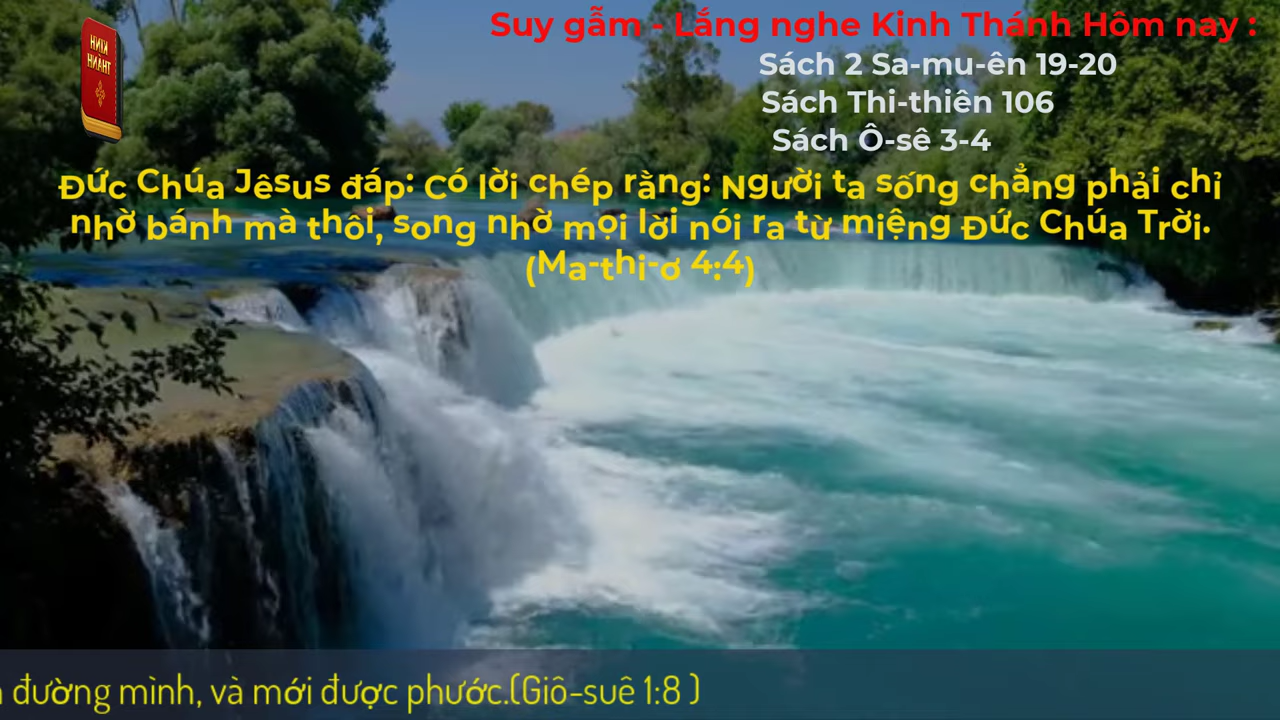 KINH
THÁNH
Suy gẫm - Lắng nghe Kinh Thánh Hôm nay :
Sách 2 Sa-mu-ên 19-20
Sách Thi-thiên 106
Sách Ô-sê 3-4
Đức Chúa Jêsus đáp: Có lời chép rằng: Người ta sống chẳng phải chỉ
nhờ bánh mà thôi, song nhờ mọi lời nói ra từ miệng Đức Chúa Trời.
(Ma-thi-ơ 4:4)
đường mình, và mới được phước.(Giô-suê 1:8 )